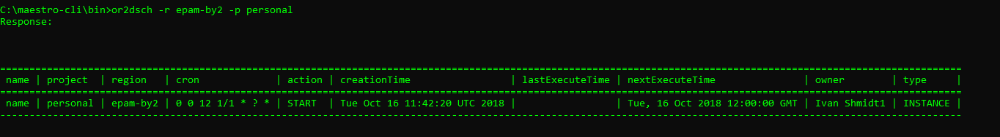 C:\maestro-cli\bin>or2dsch -r epam-by2 -p personal
Response:
===================================================================================================================================================================
name | project | region | cron | action | creationTime | lastExecuteTime | nextExecuteTime | owner | type |
===================================================================================================================================================================
name | personal | epam-by2 | 0 0 12 1/1 * ? * | START | Tue Oct 16 11:42:20 UTC 2018 | | Tue, 16 Oct 2018 12:00:00 GMT | Ivan Shmidt1 | INSTANCE |
-------------------------------------------------------------------------------------------------------------------------------------------------------------------